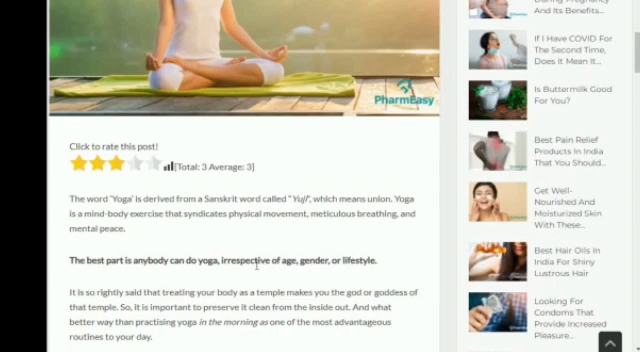 PharmEasy
Click to rate this post!
[Total: 3 Average: 3]
The word 'Yoga' is derived from a Sanskrit word called "Yuji", which means union. Yoga
is a mind-body exercise that syndicates physical movement, meticulous breathing, and
mental peace.
The best part is anybody can do yoga, irrespective of age, gender, or lifestyle.
It is so rightly said that treating your body as a temple makes you the god or goddess of
that temple. So, it is important to preserve it clean from the inside out. And what
better way than practising yoga in the morning as one of the most advantageous
routines to your day.
During Pregnancy
And Its Benefits...
If I Have COVID For
The Second Time,
Does It Mean It...
Is Buttermilk Good
For You?
Best Pain Relief
Products In India
That You Should...
Get Well-
Nourished And
Moisturized Skin
With These...
Best Hair Oils In
India For Shiny
Lustrous Hair
Looking For
Condoms That
Provide Increased
Pleasure...